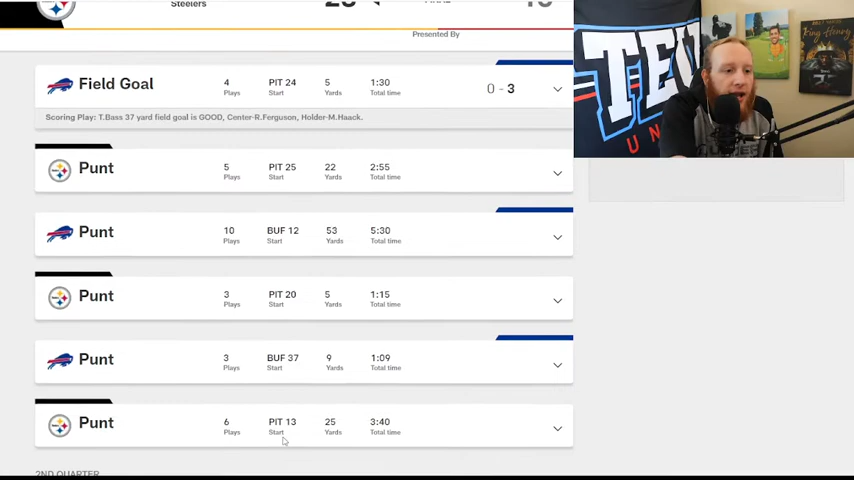 Steelers
Presented By
Field Goal 4 Plays PIT 24 Start 5 Yards 1:30 Total time 0 - 3
Scoring Play: T.Bass 37 yard field goal is GOOD, Center-R.Ferguson, Holder-M.Haack.
Punt 5 Plays PIT 25 Start 22 Yards 2:55 Total time
Punt 10 Plays BUF 12 Start 53 Yards 5:30 Total time
Punt 3 Plays PIT 20 Start 5 Yards 1:15 Total time
Punt 3 Plays BUF 37 Start 9 Yards 1:09 Total time
Punt 6 Plays PIT 13 Start 25 Yards 3:40 Total time
2ND QUARTER
King Henry